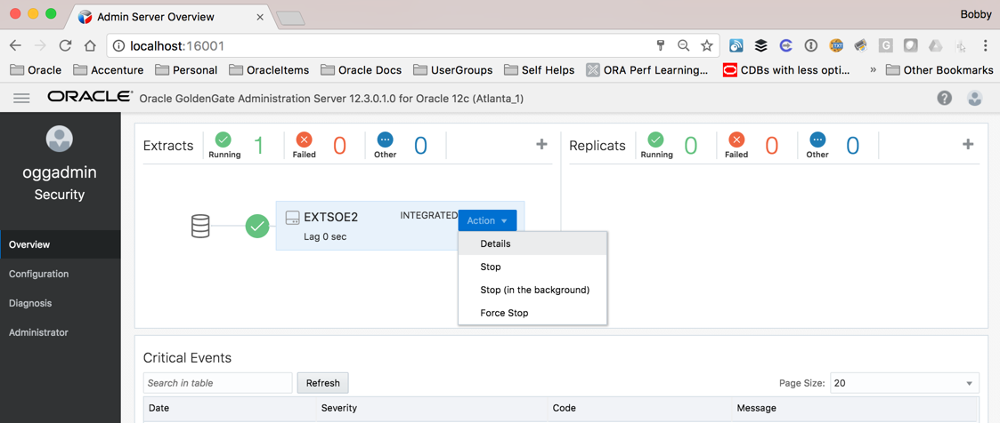 Admin Server Overview
Bobby
localhost:16001
Oracle Accenture Personal OracleItems Oracle Docs UserGroups Self Helps ORA Perf Learning... CDBs with less opti... » Other Bookmarks
ORACLE® Oracle GoldenGate Administration Server 12.3.0.1.0 for Oracle 12c (Atlanta_1)
oggadmin
Security
Overview
Configuration
Diagnosis
Administrator
Extracts Running 1 Failed 0 Other 0
Replicats Running 0 Failed 0 Other 0
EXTSOE2 INTEGRATED Action
Lag 0 sec
Details
Stop
Stop (in the background)
Force Stop
Critical Events
Search in table Refresh Page Size: 20
Date Severity Code Message